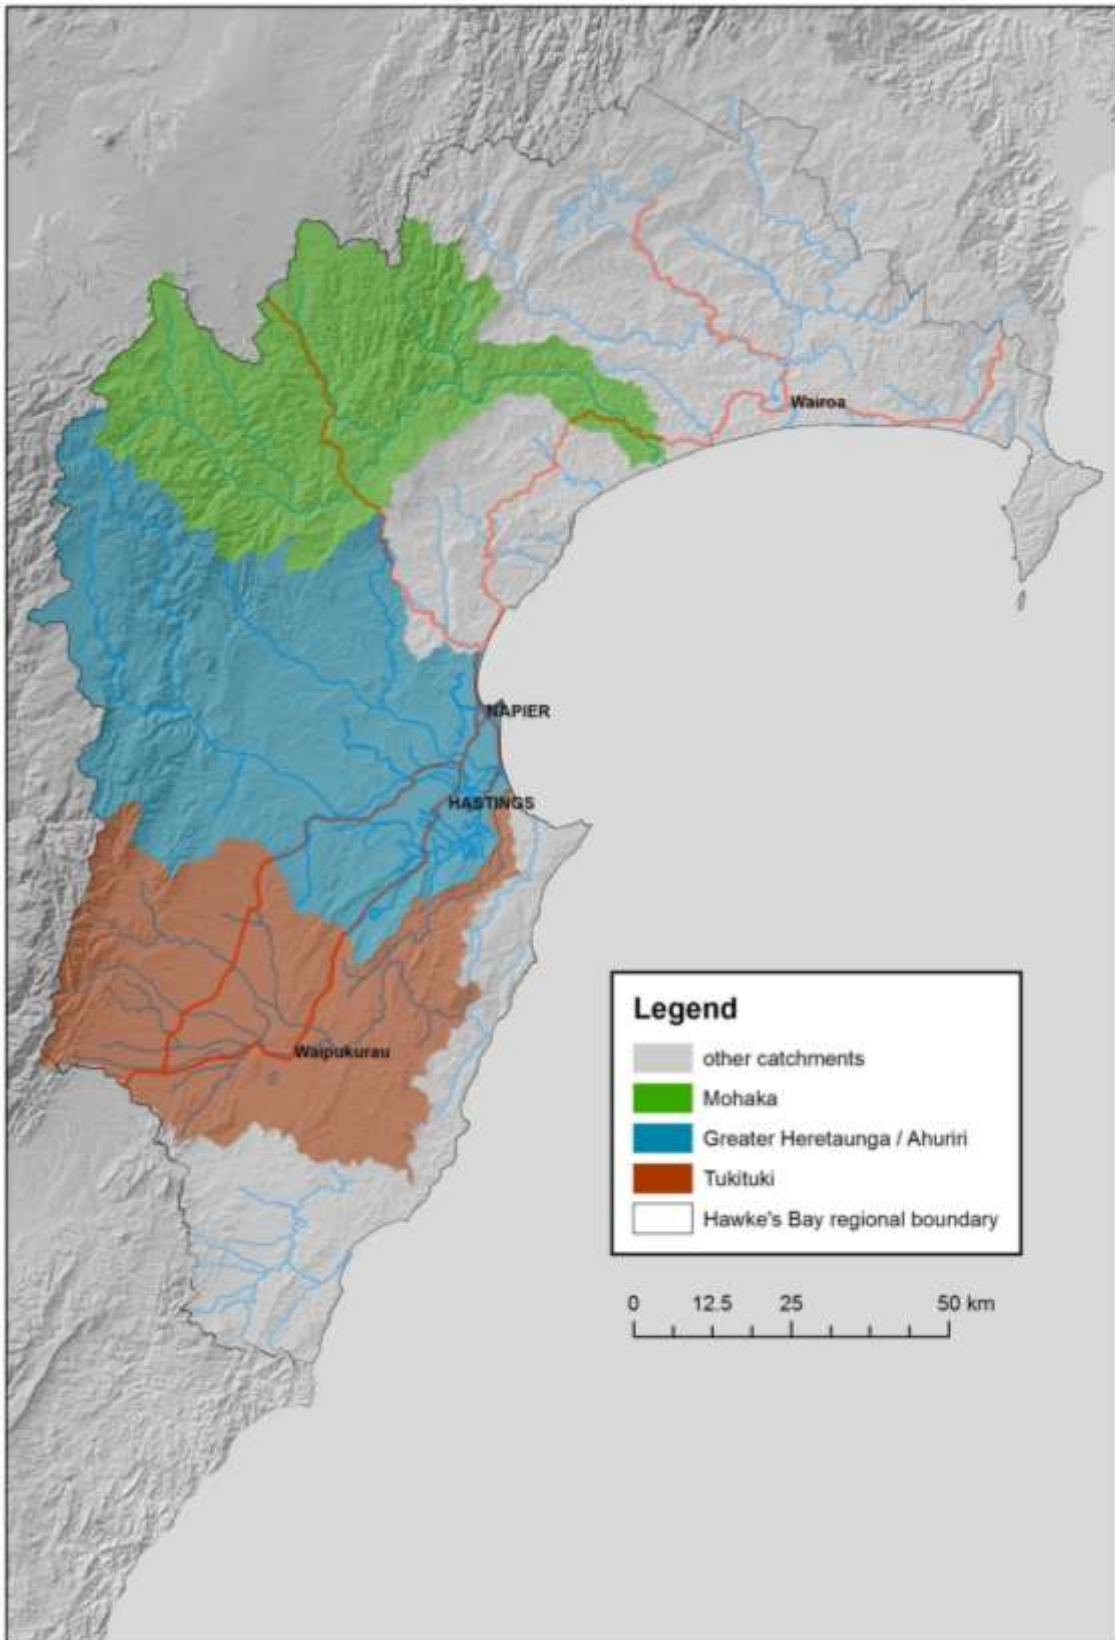 Wairoa
NAPIER
HASTINGS
Waipukurau
Legend
other catchments
Mohaka
Greater Heretaunga / Ahuriri
Tukituki
Hawke's Bay regional boundary
0 12.5 25 50 km